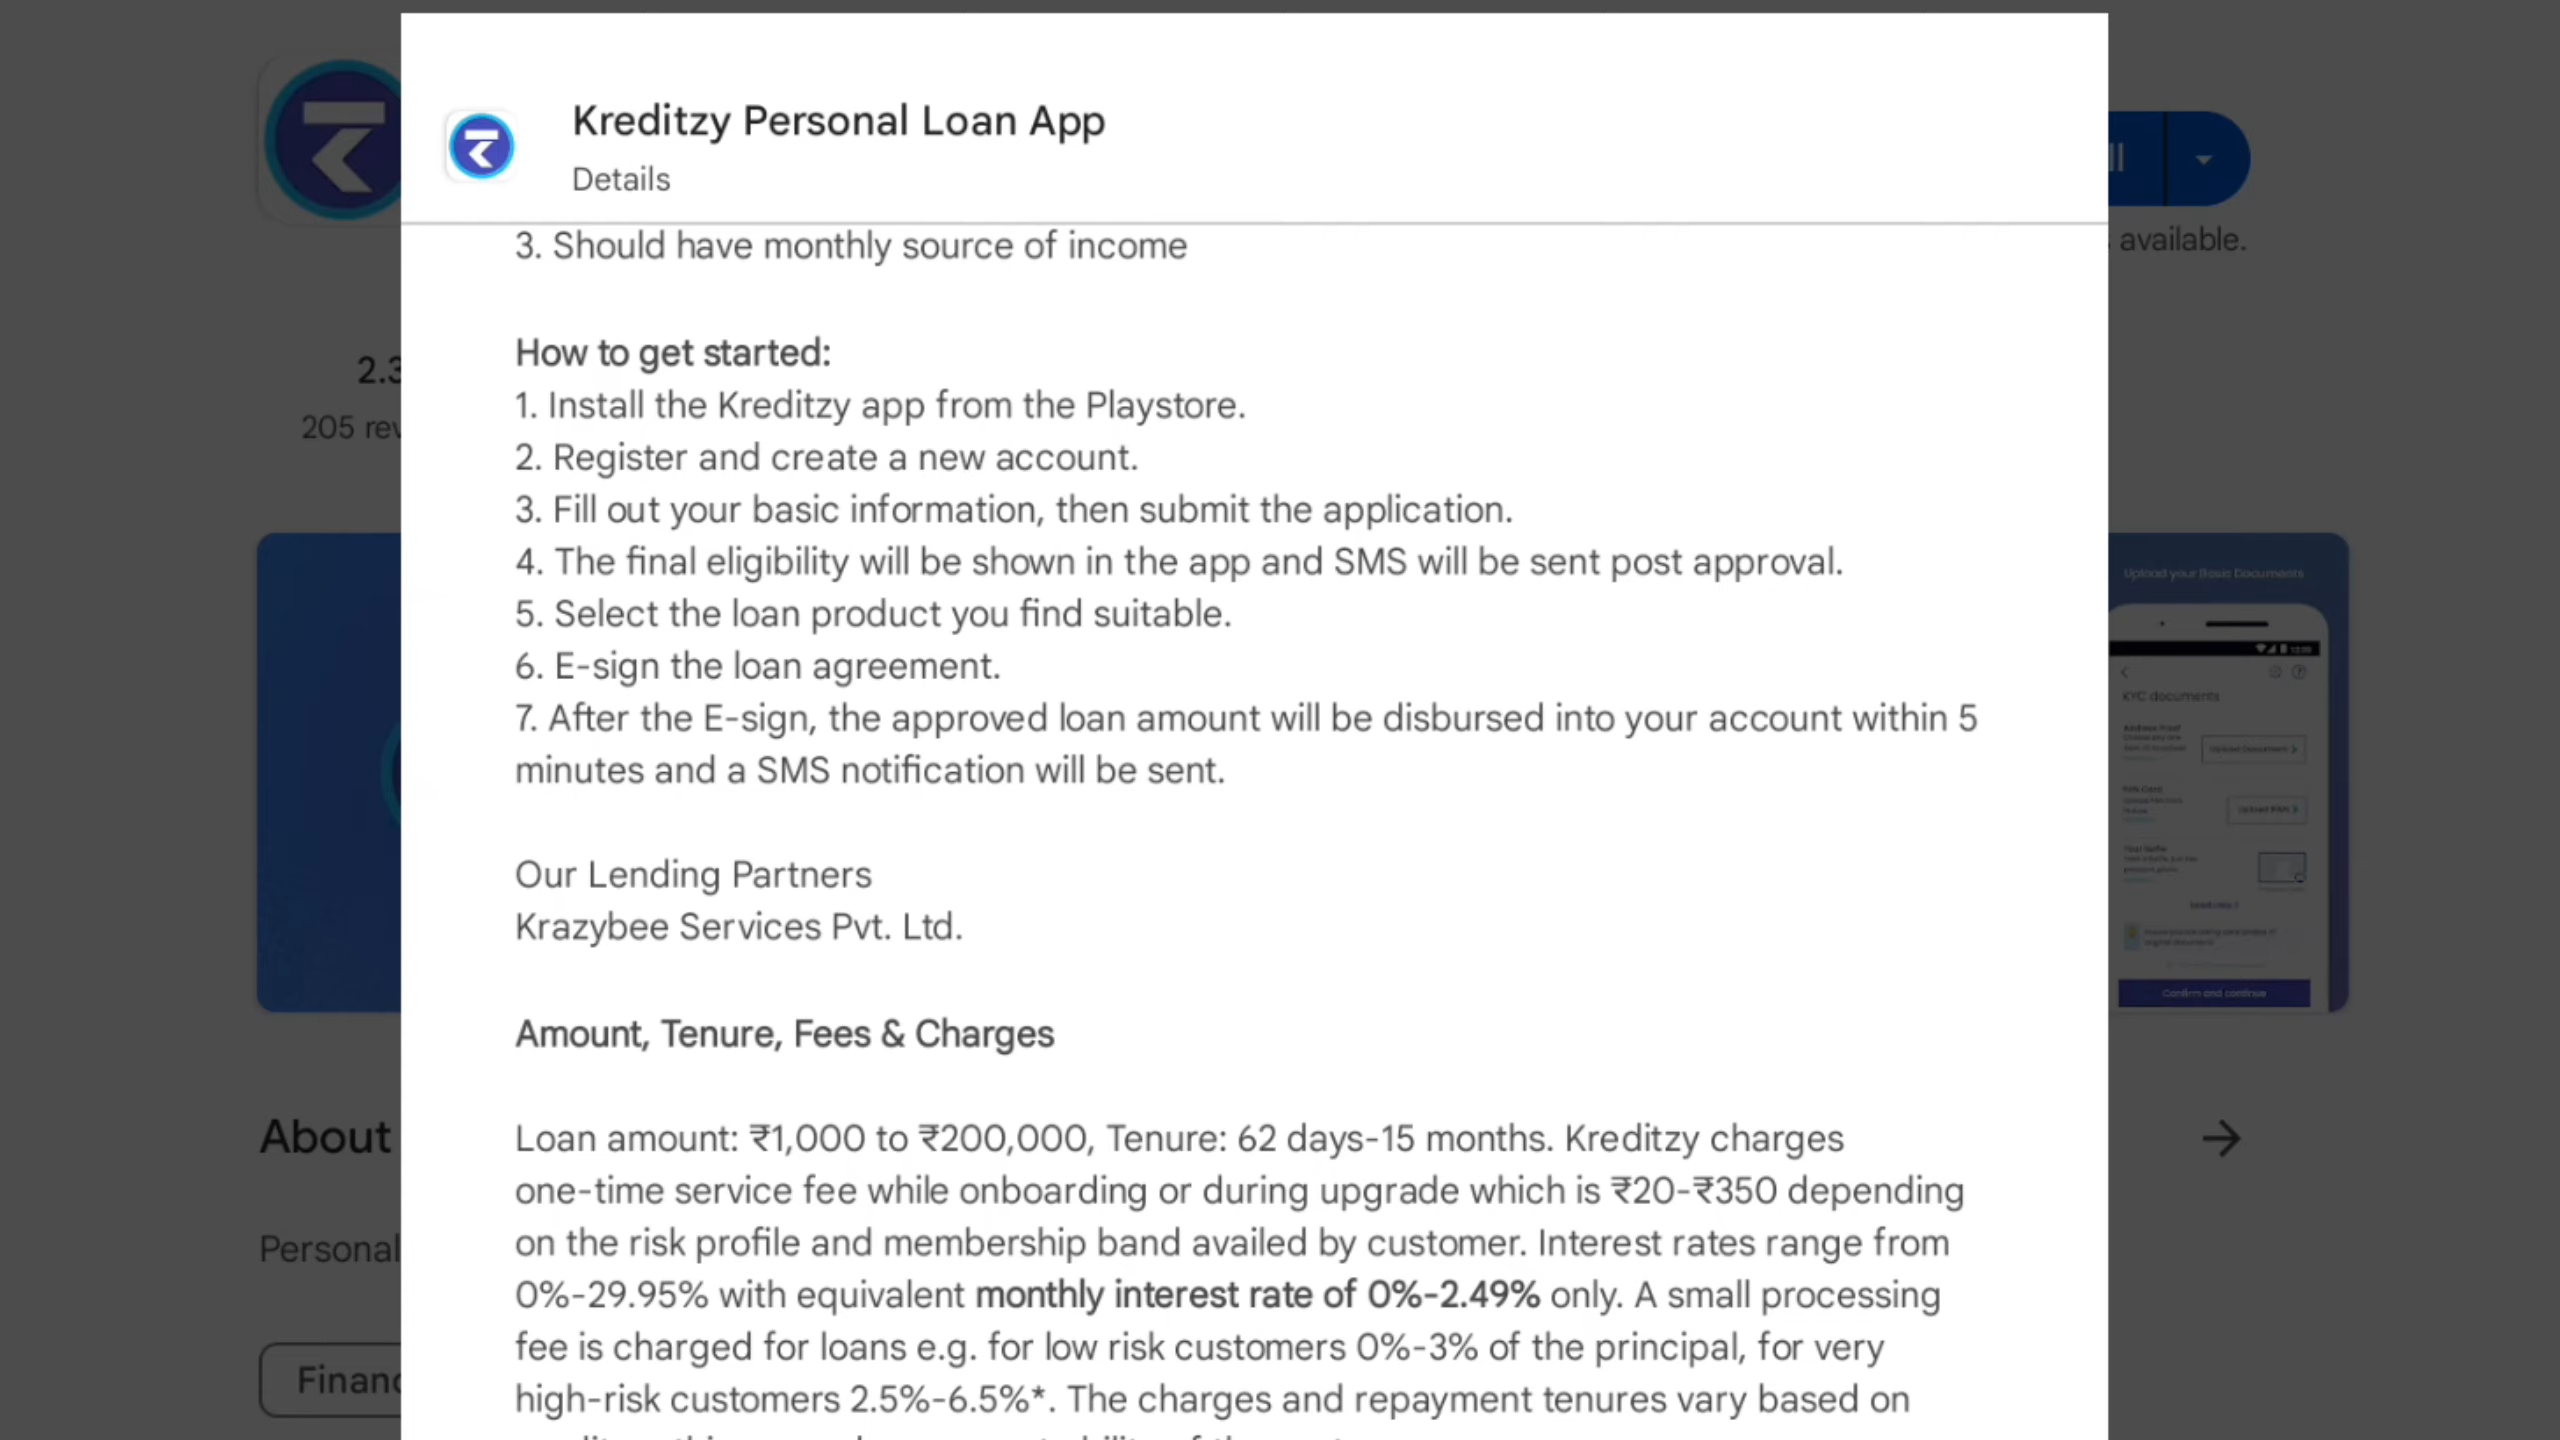 Kreditzy Personal Loan App
Details
available.
3. Should have monthly source of income
2.3
205 rev
How to get started:
1. Install the Kreditzy app from the Playstore.
2. Register and create a new account.
3. Fill out your basic information, then submit the application.
4. The final eligibility will be shown in the app and SMS will be sent post approval.
5. Select the loan product you find suitable.
6. E-sign the loan agreement.
7. After the E-sign, the approved loan amount will be disbursed into your account within 5
minutes and a SMS notification will be sent.
Upload your Basic Documents
KYC documents
Confirm and continue
Our Lending Partners
Krazybee Services Pvt. Ltd.
Amount, Tenure, Fees & Charges
About
Personal
Financ
Loan amount: ₹1,000 to ₹200,000, Tenure: 62 days-15 months. Kreditzy charges
one-time service fee while onboarding or during upgrade which is ₹20-₹350 depending
on the risk profile and membership band availed by customer. Interest rates range from
0%-29.95% with equivalent monthly interest rate of 0%-2.49% only. A small processing
fee is charged for loans e.g. for low risk customers 0%-3% of the principal, for very
high-risk customers 2.5%-6.5%*. The charges and repayment tenures vary based on